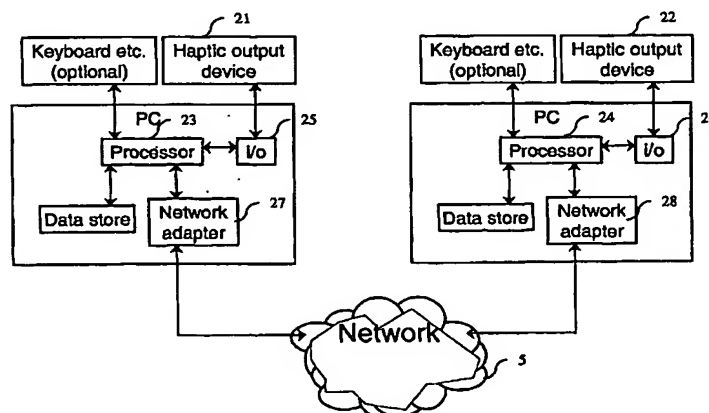 21
22
Keyboard etc.
(optional)
Haptic output
device
Keyboard etc.
(optional)
Haptic output
device
PC
23
25
PC
24
2
Processor
i/o
Processor
i/o
Data store
Network
adapter
27
Data store
Network
adapter
28
Network
5